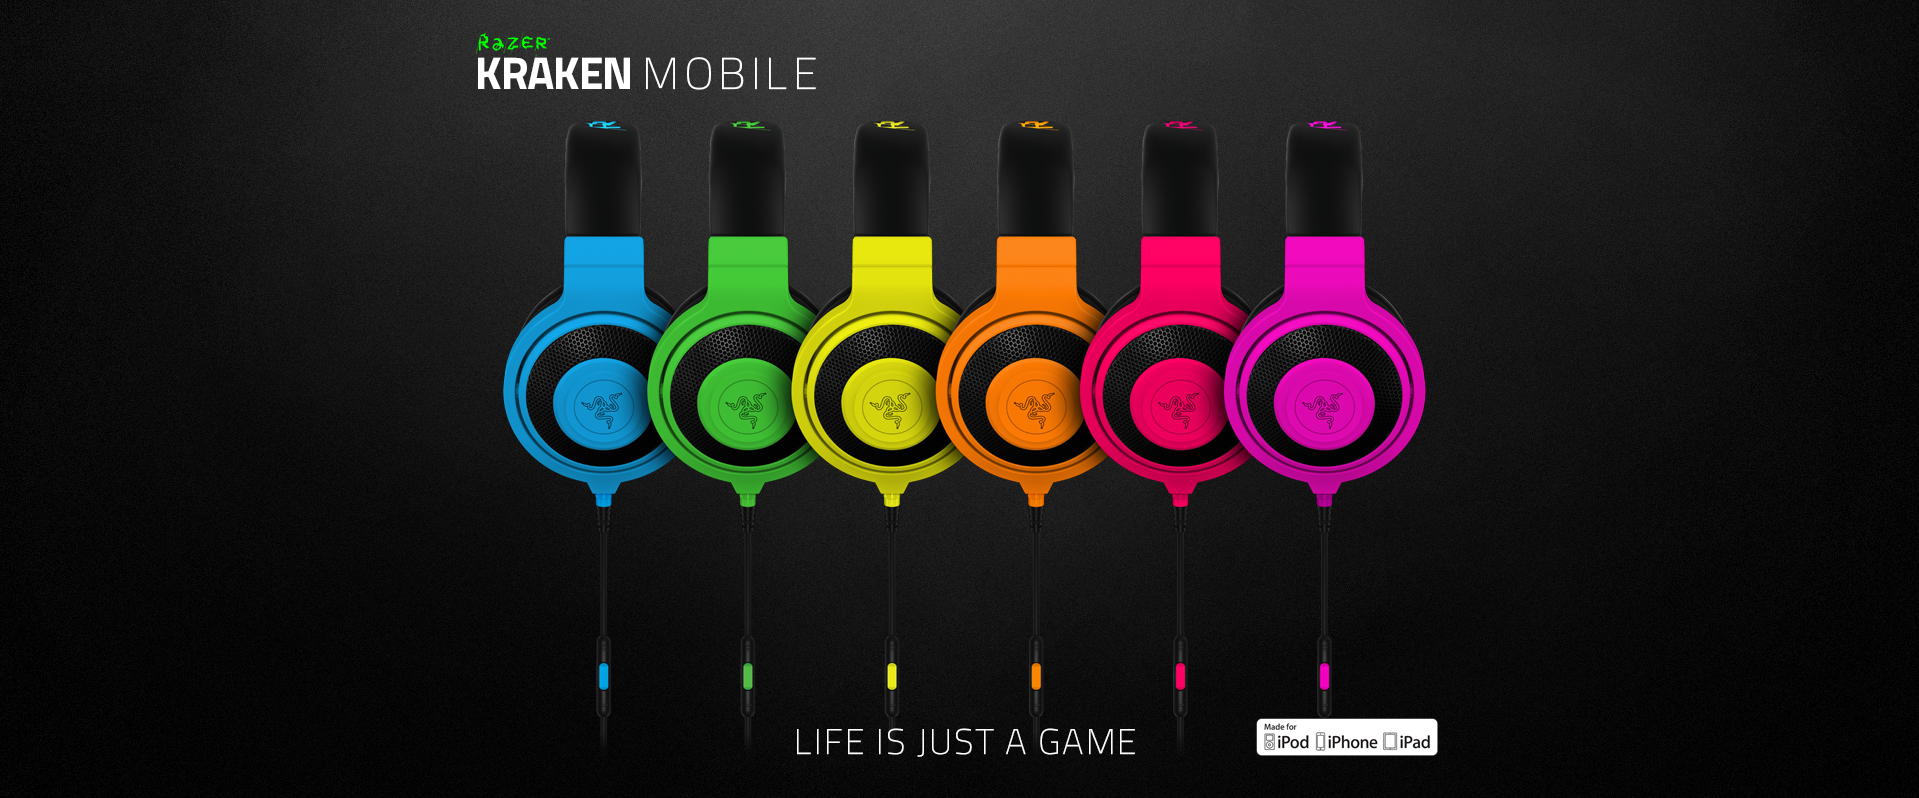 RAZER
KRAKEN MOBILE
LIFE IS JUST A GAME
Made for
iPod iPhone iPad